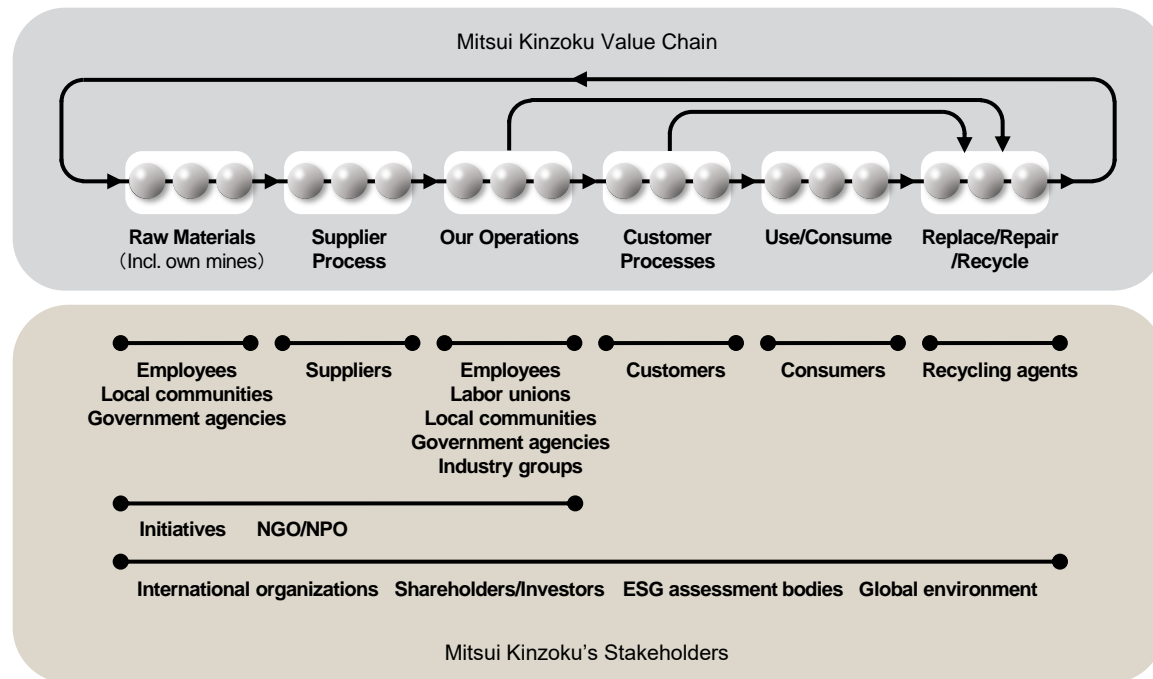 Mitsui Kinzoku Value Chain
Raw Materials
（Incl. own mines）
Supplier
Process
Our Operations
Customer
Processes
Use/Consume
Replace/Repair
/Recycle
Employees
Local communities
Government agencies
Suppliers
Employees
Labor unions
Local communities
Government agencies
Industry groups
Customers
Consumers
Recycling agents
Initiatives NGO/NPO
International organizations Shareholders/Investors ESG assessment bodies Global environment
Mitsui Kinzoku’s Stakeholders